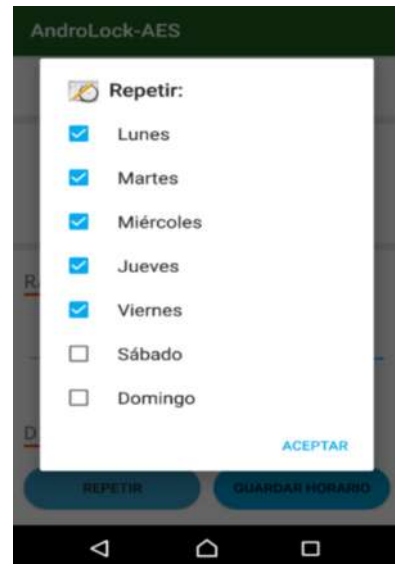 AndroLock-AES
Repetir:
Lunes
Martes
Miércoles
Jueves
Viernes
Sábado
Domingo
ACEPTAR
REPETIR
GUARDAR HORARIO